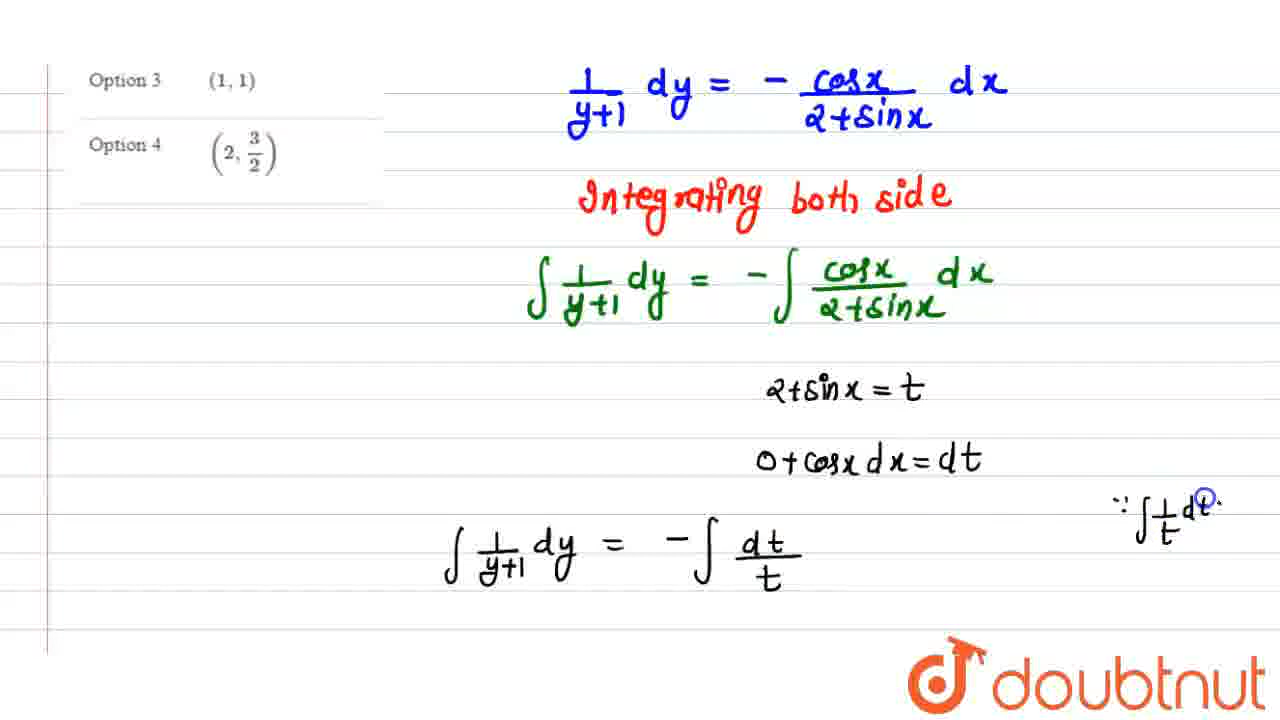 Option 3 (1, 1)
Option 4 (2, 3/2)
1/(y+1) dy = - cosx/(2+sinx) dx
Integrating both side
∫ 1/(y+1) dy = - ∫ cosx/(2+sinx) dx
2+sinx = t
0+cosx dx = dt
∫ 1/(y+1) dy = - ∫ dt/t
∵ ∫ 1/t dt
doubtnut